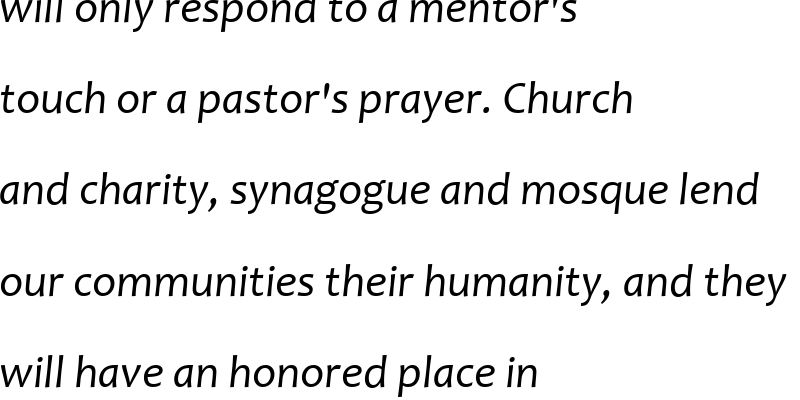 will only respond to a mentor's
touch or a pastor's prayer. Church
and charity, synagogue and mosque lend
our communities their humanity, and they
will have an honored place in